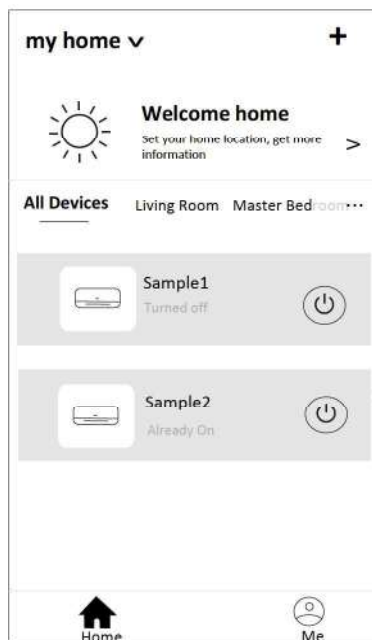 my home
+
Welcome home
Set your home location, get more
information
>
All Devices Living Room Master Bedroom ...
Sample1
Turned off
Sample2
Already On
Home Me